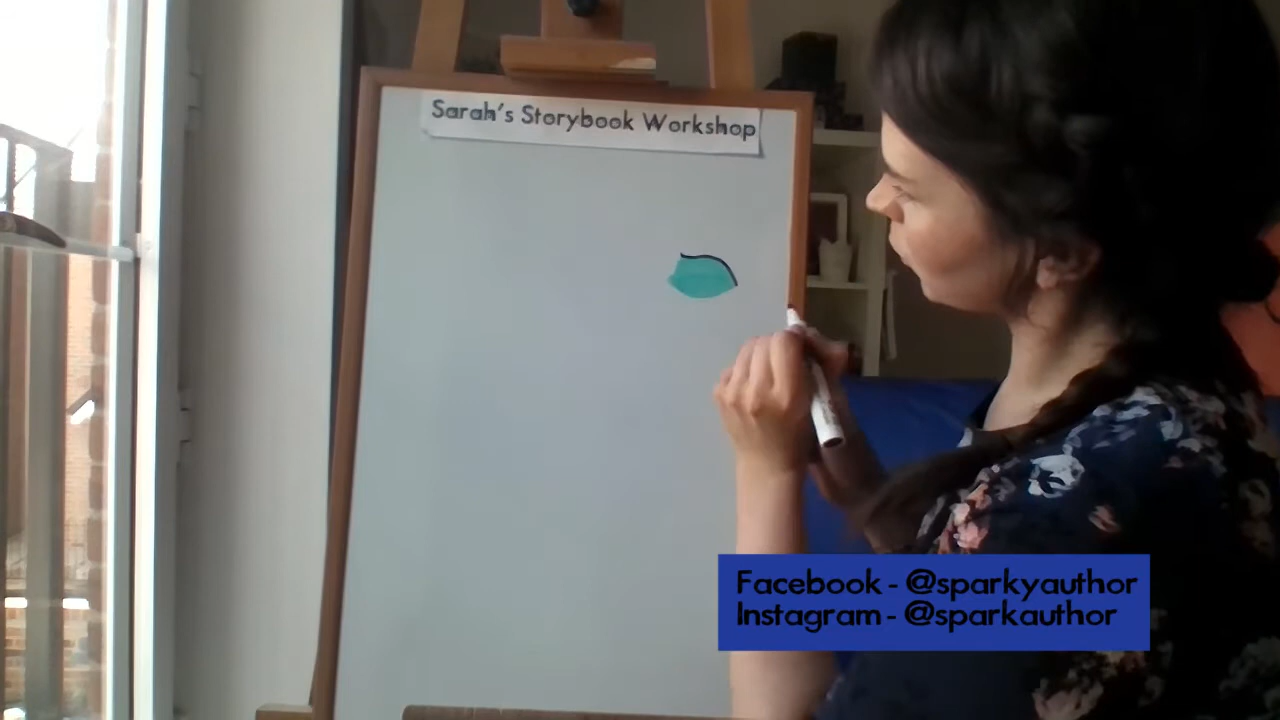 Sarah's Storybook Workshop
Facebook - @sparkyauthor
Instagram - @sparkauthor